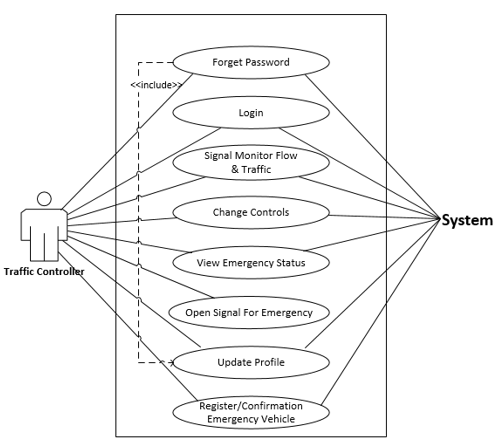 Forget Password
<<include>>
Login
Signal Monitor Flow
& Traffic
Change Controls
System
View Emergency Status
Traffic Controller
Open Signal For Emergency
Update Profile
Register/Confirmation
Emergency Vehicle